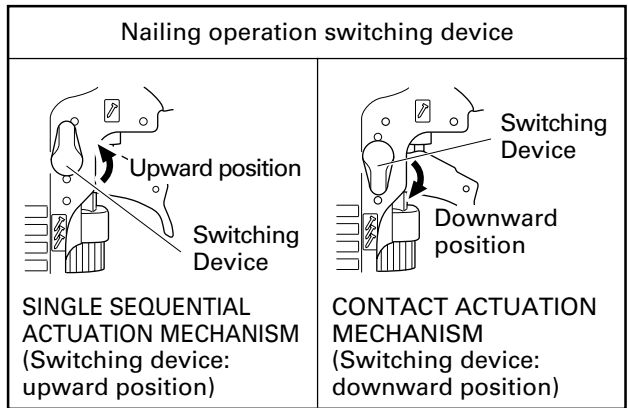 Nailing operation switching device
Upward position
Switching
Device
SINGLE SEQUENTIAL
ACTUATION MECHANISM
(Switching device:
upward position)
Switching
Device
Downward
position
CONTACT ACTUATION
MECHANISM
(Switching device:
downward position)